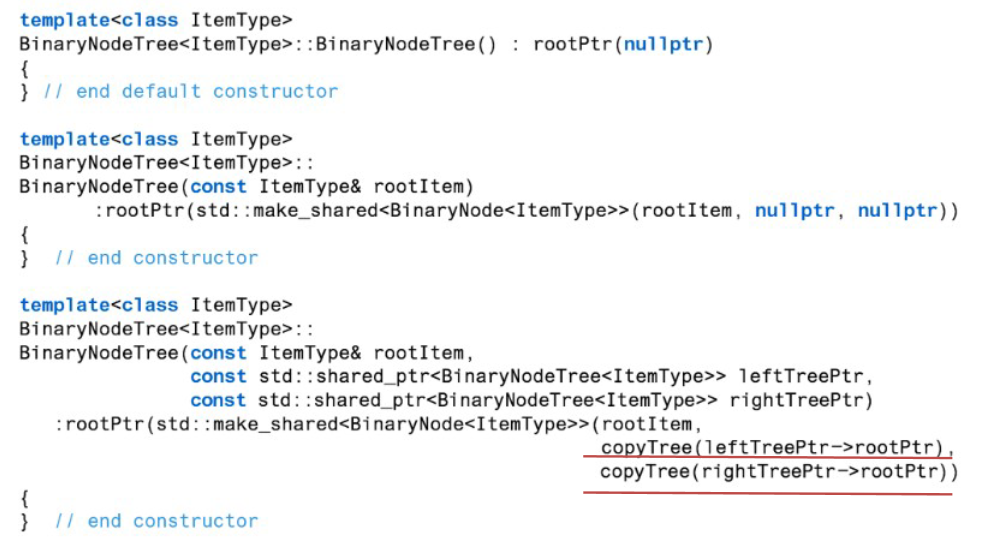 template<class ItemType>
BinaryNodeTree<ItemType>::BinaryNodeTree() : rootPtr(nullptr)
{
} // end default constructor
template<class ItemType>
BinaryNodeTree<ItemType>::
BinaryNodeTree(const ItemType& rootItem)
:rootPtr(std::make_shared<BinaryNode<ItemType>>(rootItem, nullptr, nullptr))
{
} // end constructor
template<class ItemType>
BinaryNodeTree<ItemType>::
BinaryNodeTree(const ItemType& rootItem,
const std::shared_ptr<BinaryNodeTree<ItemType>> leftTreePtr,
const std::shared_ptr<BinaryNodeTree<ItemType>> rightTreePtr)
:rootPtr(std::make_shared<BinaryNode<ItemType>>(rootItem,
copyTree(leftTreePtr->rootPtr),
copyTree(rightTreePtr->rootPtr))
{
} // end constructor